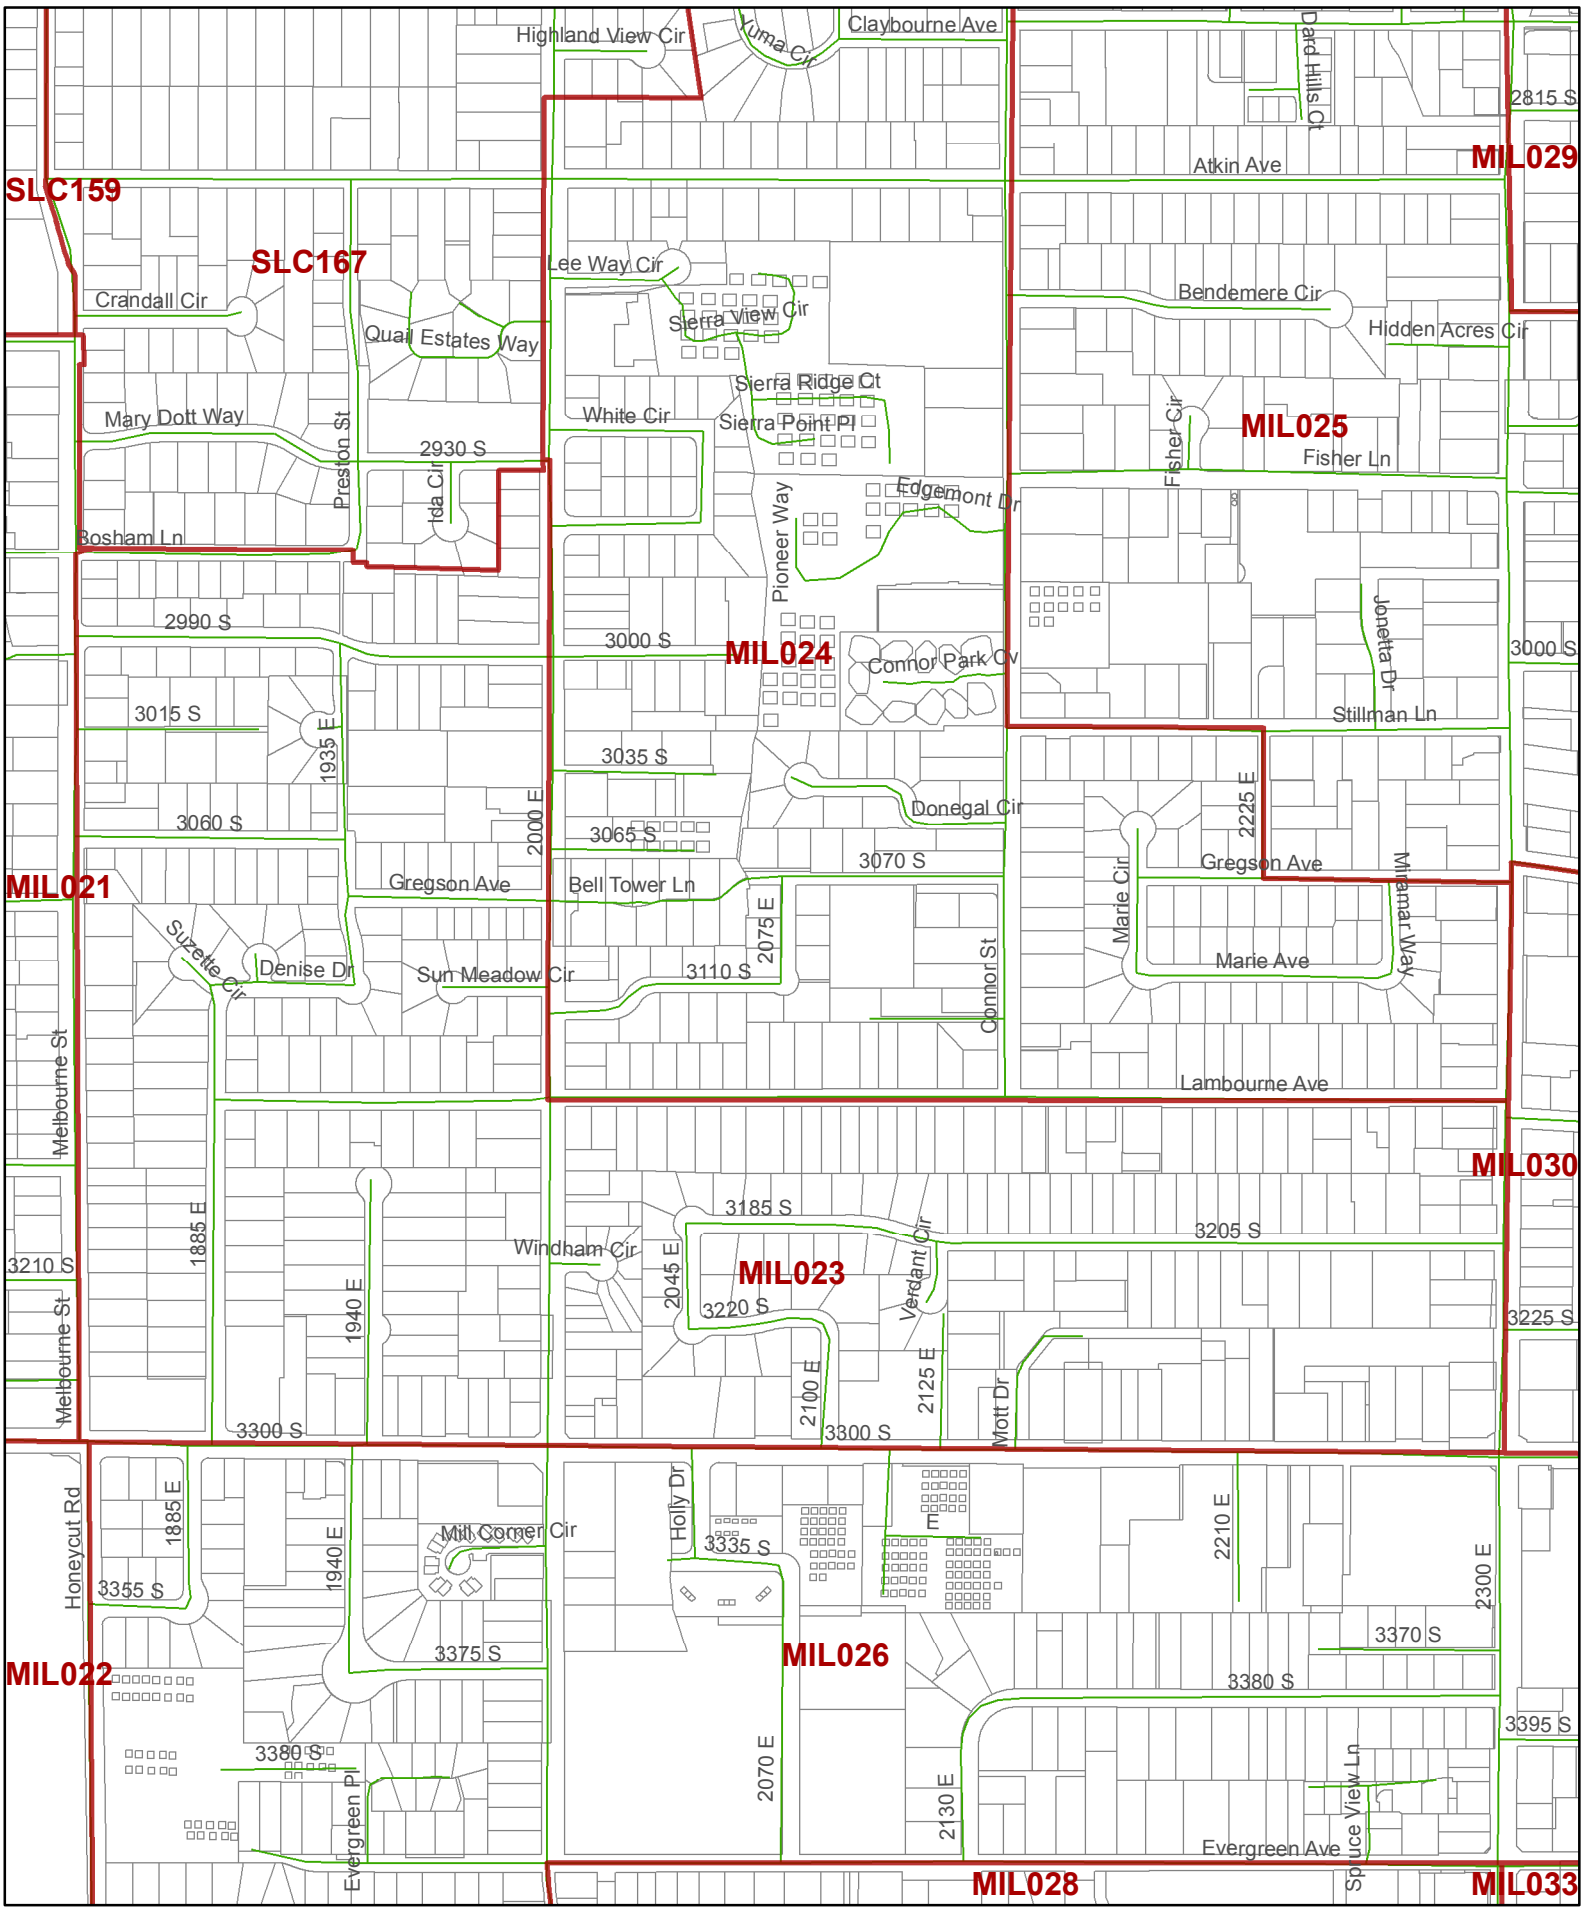 Highland View Cir
Yuma Cir
Claybourne Ave
Dard Hills Ct
2815 S
MIL029
Atkin Ave
SLC159
SLC167
Lee Way Cir
Crandall Cir
Bendemere Cir
Sierra View Cir
Quail Estates Way
Hidden Acres Cir
Sierra Ridge Ct
Mary Dott Way
Preston St
White Cir
Sierra Point Pl
Fisher Cir
MIL025
2930 S
Fisher Ln
Ida Cir
Edgemont Dr
Pioneer Way
Bosham Ln
2990 S
3000 S
MIL024
Connor Park Cv
Jonetta Dr
3000 S
3015 S
1935 E
Stillman Ln
3035 S
2000 E
Donegal Cir
2225 E
3060 S
3065 S
3070 S
MIL021
Gregson Ave
Bell Tower Ln
Gregson Ave
Marie Cir
Miramar Way
2075 E
Suzette Cir
Denise Dr
Sun Meadow Cir
3110 S
Connor St
Marie Ave
Melbourne St
Lambourne Ave
MIL030
3185 S
3205 S
1885 E
Windham Cir
2045 E
MIL023
Verdant Cir
3210 S
1940 E
3220 S
3225 S
Melbourne St
2100 E
2125 E
Mott Dr
3300 S
3300 S
Honeycut Rd
1885 E
1940 E
Mill Corner Cir
Holly Dr
3335 S
E
2210 E
2300 E
3355 S
3375 S
3370 S
MIL022
MIL026
3380 S
3395 S
3380 S
2070 E
2130 E
Evergreen Pl
Spruce View Ln
Evergreen Ave
MIL028
MIL033